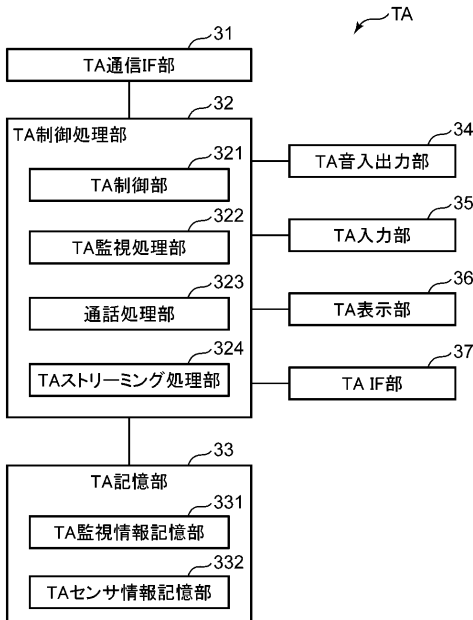 TA
31
TA通信IF部
32
TA制御処理部
321
TA制御部
322
TA監視処理部
323
通話処理部
324
TAストリーミング処理部
34
TA音入出力部
35
TA入力部
36
TA表示部
37
TA IF部
33
TA記憶部
331
TA監視情報記憶部
332
TAセンサ情報記憶部